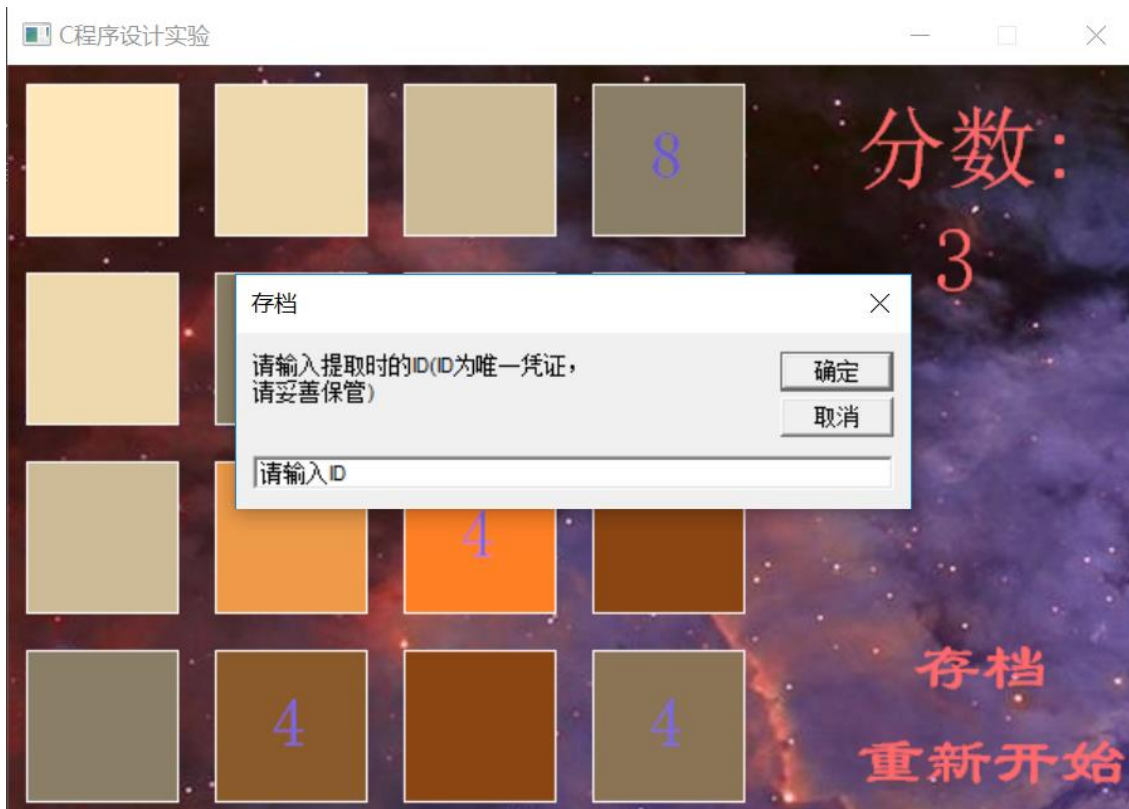 C程序设计实验
8
分数:
3
存档
请输入提取时的ID(ID为唯一凭证，
请妥善保管)
确定
取消
请输入ID
4
4
4
存档
重新开始